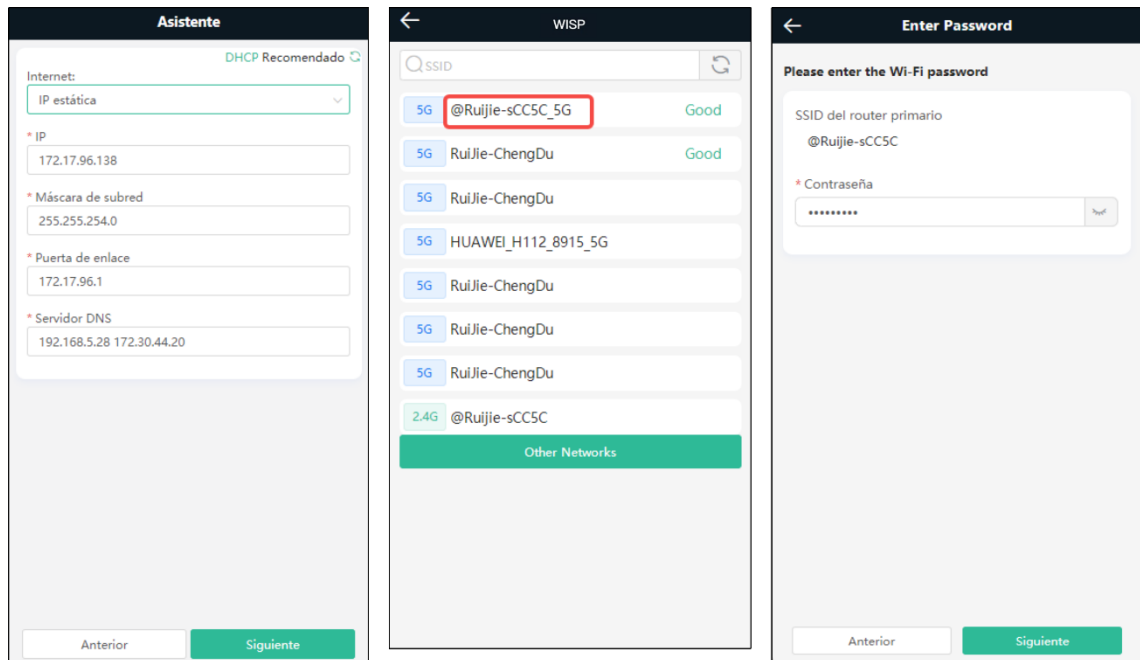 Asistente
DHCP Recomendado
Internet:
IP estática
* IP
172.17.96.138
* Máscara de subred
255.255.254.0
* Puerta de enlace
172.17.96.1
* Servidor DNS
192.168.5.28 172.30.44.20
Anterior
Siguiente
WISP
SSID
5G @Ruijie-sCC5C_5G Good
5G RuiJie-ChengDu Good
5G RuiJie-ChengDu
5G HUAWEI_H112_8915_5G
5G RuiJie-ChengDu
5G RuiJie-ChengDu
5G RuiJie-ChengDu
2.4G @Ruijie-sCC5C
Other Networks
Enter Password
Please enter the Wi-Fi password
SSID del router primario
@Ruijie-sCC5C
* Contraseña
•••••••••
Anterior
Siguiente